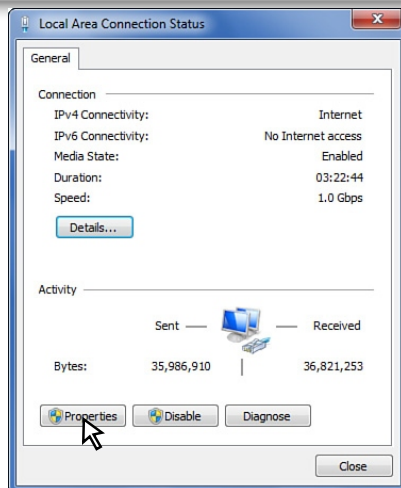 Local Area Connection Status
General
Connection
IPv4 Connectivity: Internet
IPv6 Connectivity: No Internet access
Media State: Enabled
Duration: 03:22:44
Speed: 1.0 Gbps
Details...
Activity
Sent Received
Bytes: 35,986,910 36,821,253
Properties Disable Diagnose
Close